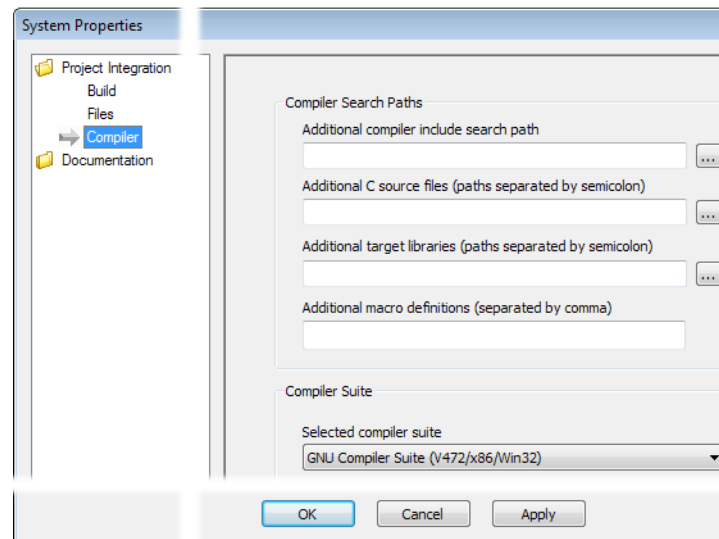 System Properties
Project Integration
Build
Files
Compiler
Documentation
Compiler Search Paths
Additional compiler include search path
...
Additional C source files (paths separated by semicolon)
...
Additional target libraries (paths separated by semicolon)
...
Additional macro definitions (separated by comma)
Compiler Suite
Selected compiler suite
GNU Compiler Suite (V472/x86/Win32)
OK Cancel Apply